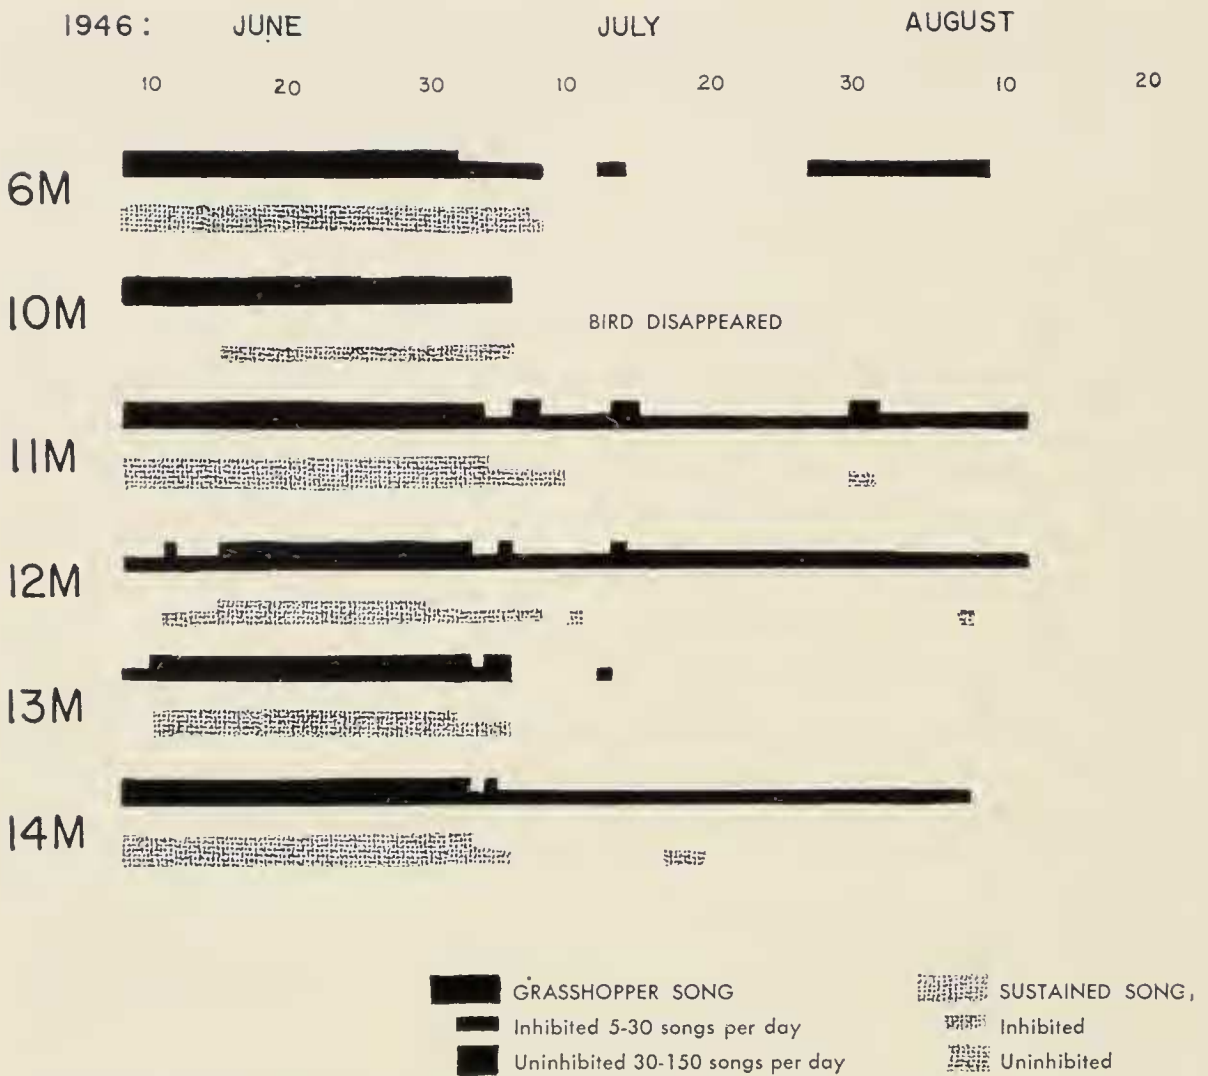 1946: JUNE JULY AUGUST
10 20 30 10 20 30 10 20
6M
10M
BIRD DISAPPEARED
11M
12M
13M
14M
GRASSHOPPER SONG SUSTAINED SONG,
Inhibited 5-30 songs per day Inhibited
Uninhibited 30-150 songs per day Uninhibited